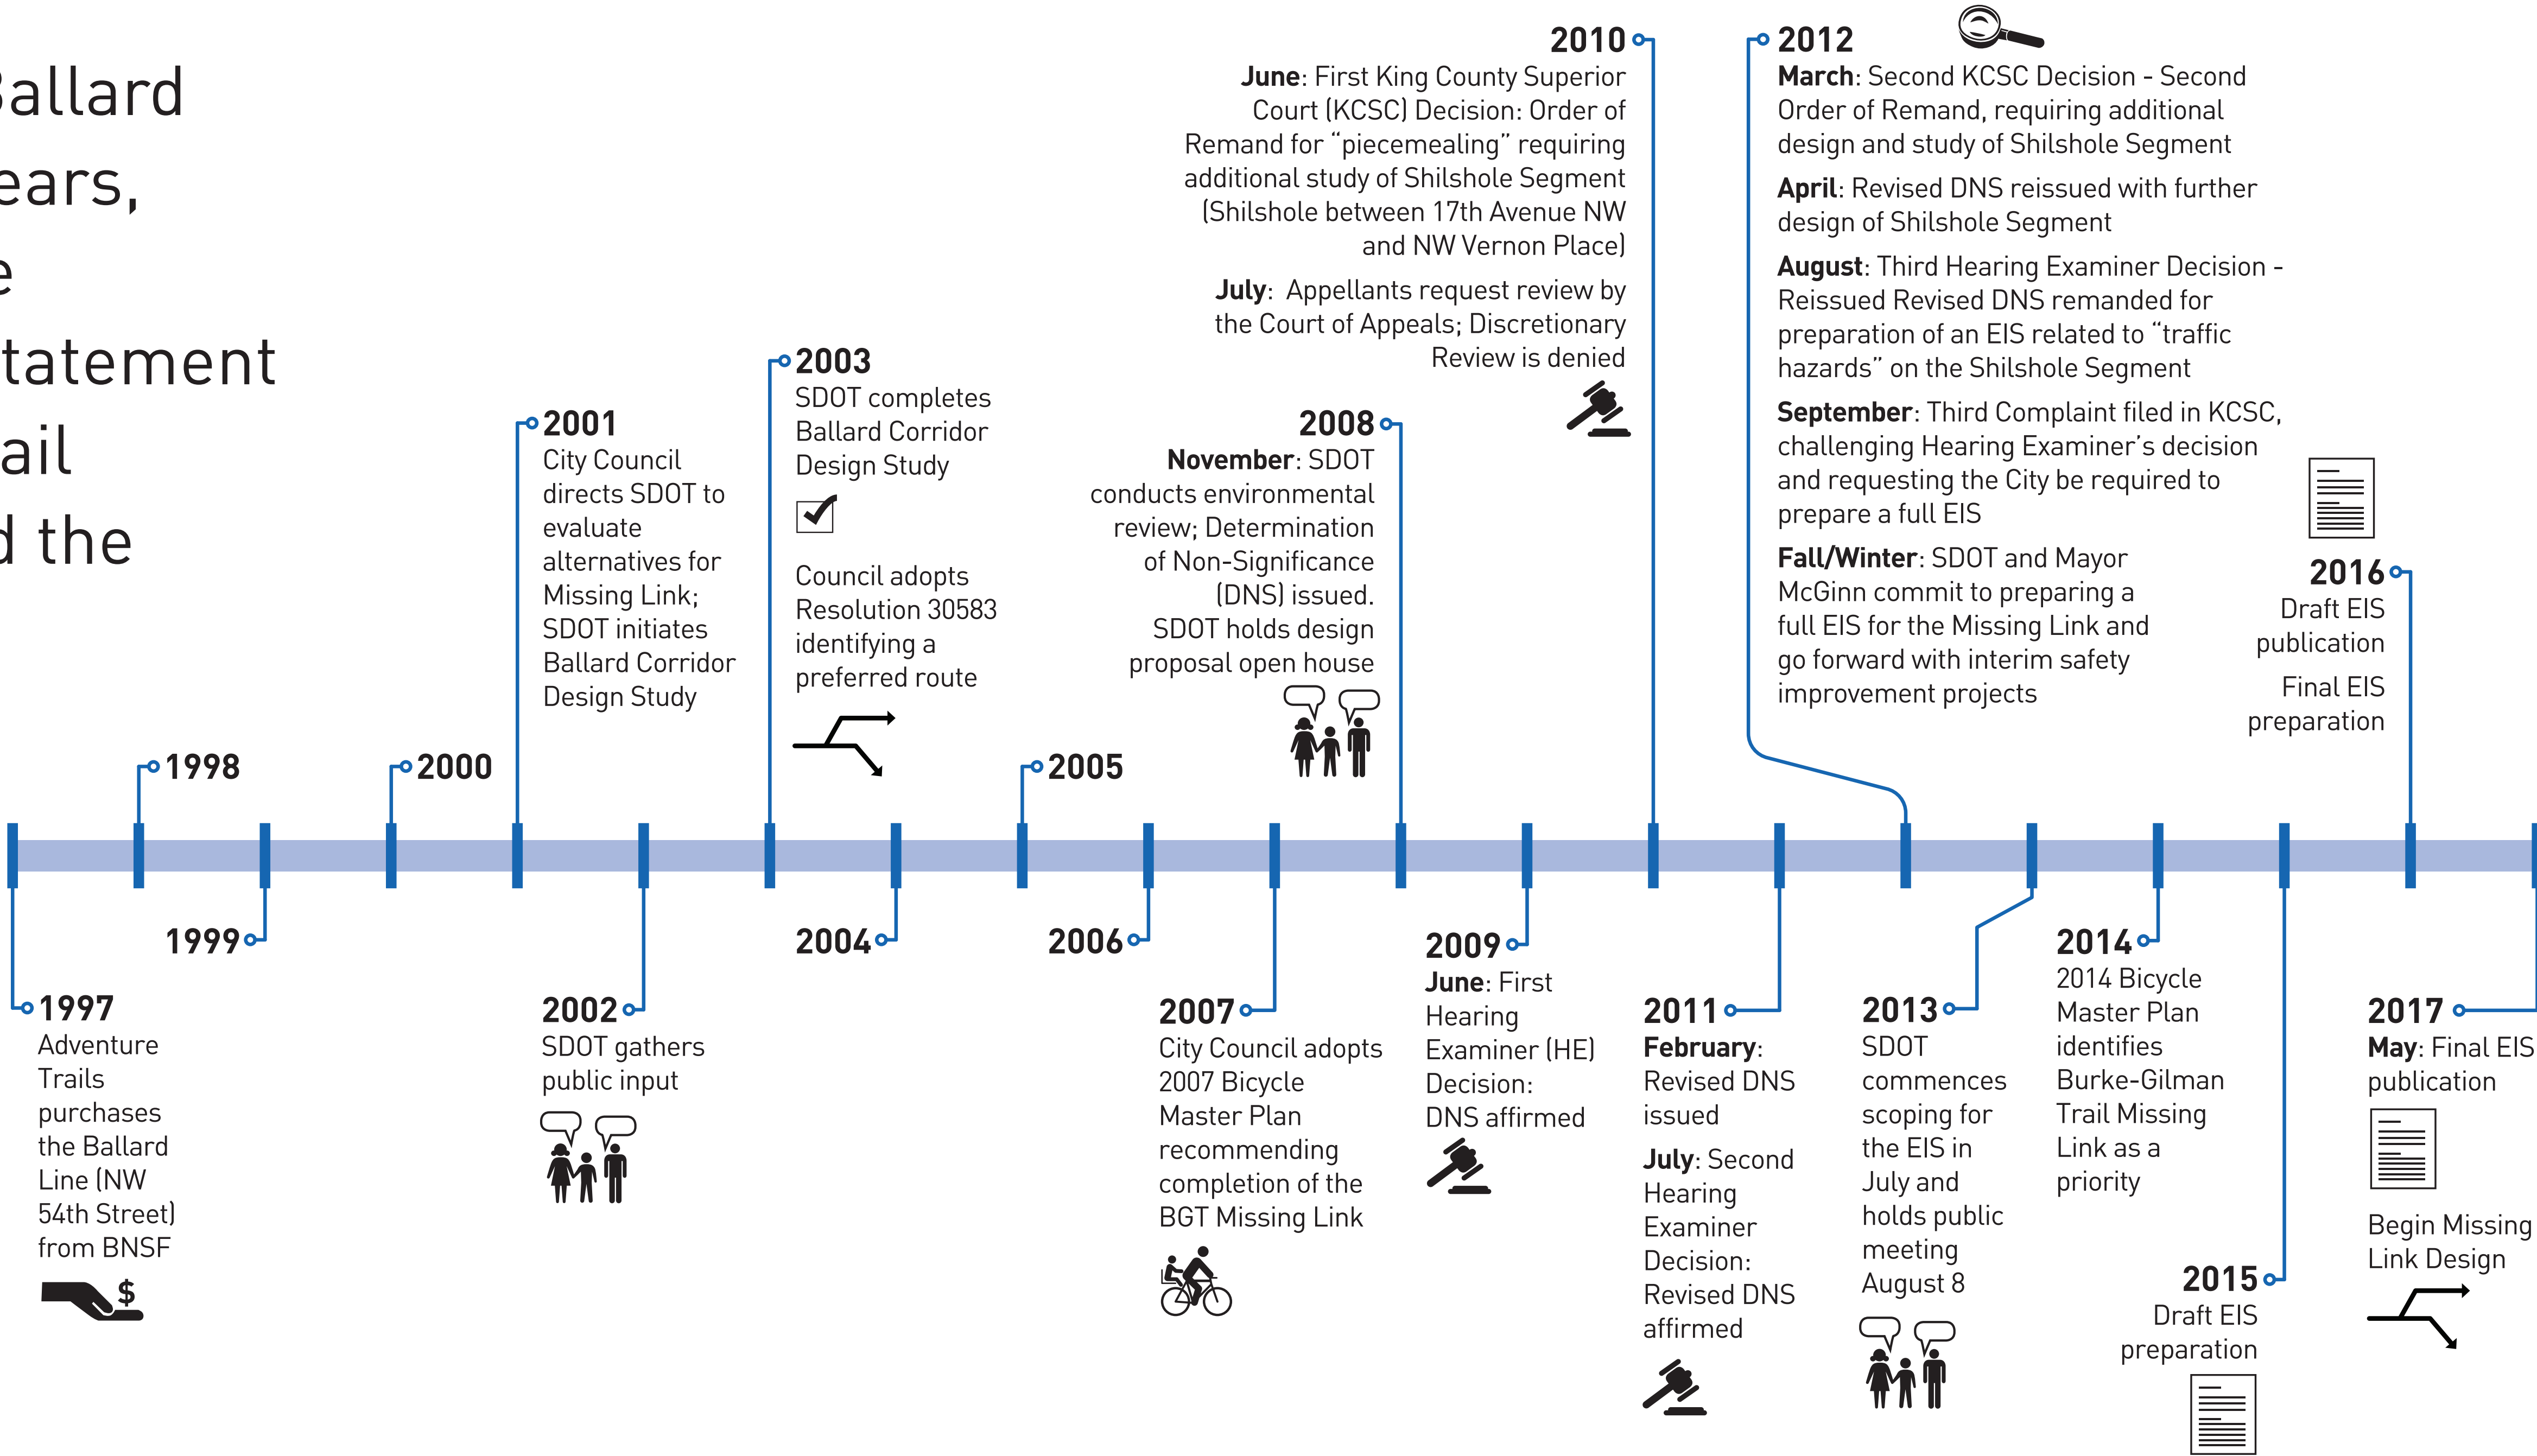 Ballard
ears,
e
tatement
ail
d the
1997
Adventure
Trails
purchases
the Ballard
Line (NW
54th Street)
from BNSF
$
1998
1999
2000
2001
City Council
directs SDOT to
evaluate
alternatives for
Missing Link;
SDOT initiates
Ballard Corridor
Design Study
2002
SDOT gathers
public input
2003
SDOT completes
Ballard Corridor
Design Study
Council adopts
Resolution 30583
identifying a
preferred route
2004
2005
2006
2007
City Council adopts
2007 Bicycle
Master Plan
recommending
completion of the
BGT Missing Link
2008
November: SDOT
conducts environmental
review; Determination
of Non-Significance
(DNS) issued.
SDOT holds design
proposal open house
2009
June: First
Hearing
Examiner (HE)
Decision:
DNS affirmed
2010
June: First King County Superior
Court (KCSC) Decision: Order of
Remand for “piecemealing” requiring
additional study of Shilshole Segment
(Shilshole between 17th Avenue NW
and NW Vernon Place)
July: Appellants request review by
the Court of Appeals; Discretionary
Review is denied
2011
February:
Revised DNS
issued
July: Second
Hearing
Examiner
Decision:
Revised DNS
affirmed
2012
March: Second KCSC Decision - Second
Order of Remand, requiring additional
design and study of Shilshole Segment
April: Revised DNS reissued with further
design of Shilshole Segment
August: Third Hearing Examiner Decision -
Reissued Revised DNS remanded for
preparation of an EIS related to “traffic
hazards” on the Shilshole Segment
September: Third Complaint filed in KCSC,
challenging Hearing Examiner’s decision
and requesting the City be required to
prepare a full EIS
Fall/Winter: SDOT and Mayor
McGinn commit to preparing a
full EIS for the Missing Link and
go forward with interim safety
improvement projects
2013
SDOT
commences
scoping for
the EIS in
July and
holds public
meeting
August 8
2014
2014 Bicycle
Master Plan
identifies
Burke-Gilman
Trail Missing
Link as a
priority
2015
Draft EIS
preparation
2016
Draft EIS
publication
Final EIS
preparation
2017
May: Final EIS
publication
Begin Missing
Link Design